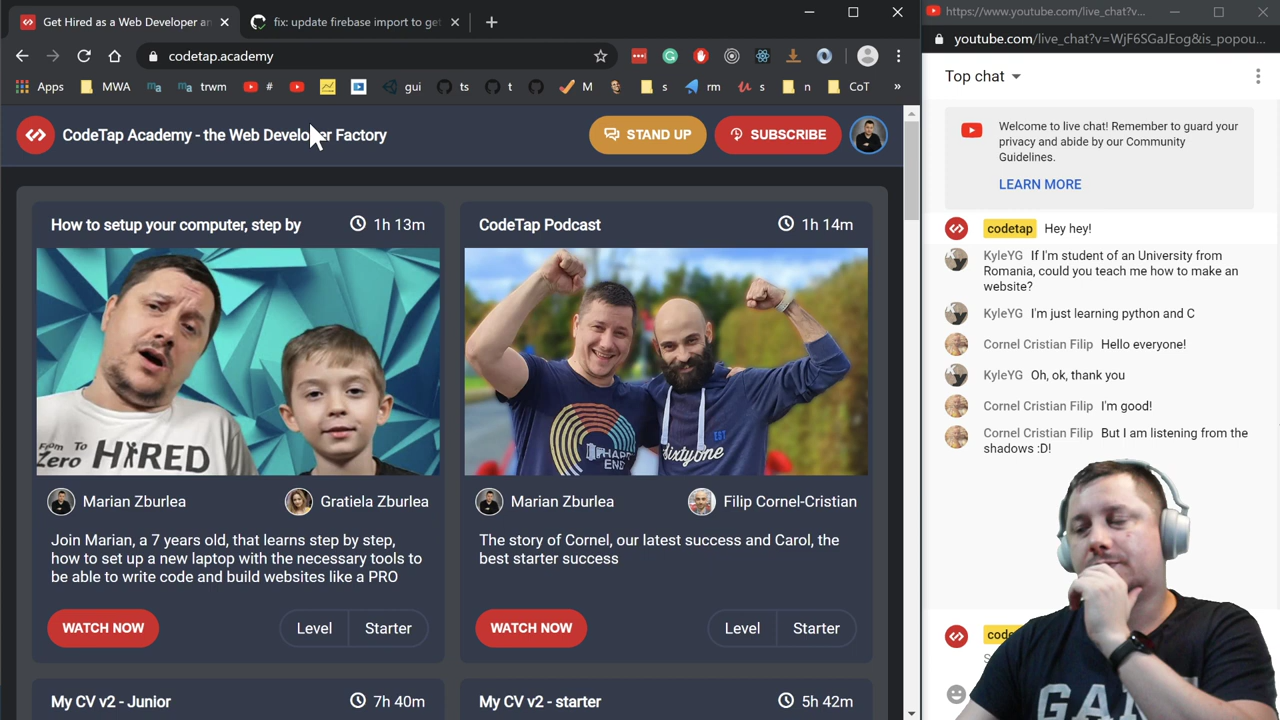 Get Hired as a Web Developer an
fix: update firebase import to get
codetap.academy
Apps
MWA
trwm
#
gui
ts
t
M
s
rm
s
n
CoT
»
CodeTap Academy - the Web Developer Factory
STAND UP
SUBSCRIBE
How to setup your computer, step by
1h 13m
From Zero To HIRED
Marian Zburlea
Gratiela Zburlea
Join Marian, a 7 years old, that learns step by step,
how to set up a new laptop with the necessary tools to
be able to write code and build websites like a PRO
WATCH NOW
Level
Starter
CodeTap Podcast
1h 14m
HAPPY
END
EST
sixtyone
Marian Zburlea
Filip Cornel-Cristian
The story of Cornel, our latest success and Carol, the
best starter success
WATCH NOW
Level
Starter
My CV v2 - Junior
7h 40m
My CV v2 - starter
5h 42m
https://www.youtube.com/live_chat?v...
youtube.com/live_chat?v=WjF6SGaJEog&is_popou...
Top chat
Welcome to live chat! Remember to guard your
privacy and abide by our Community
Guidelines.
LEARN MORE
codetap Hey hey!
KyleYG If I'm student of an University from
Romania, could you teach me how to make an
website?
KyleYG I'm just learning python and C
Cornel Cristian Filip Hello everyone!
KyleYG Oh, ok, thank you
Cornel Cristian Filip I'm good!
Cornel Cristian Filip But I am listening from the
shadows :D!